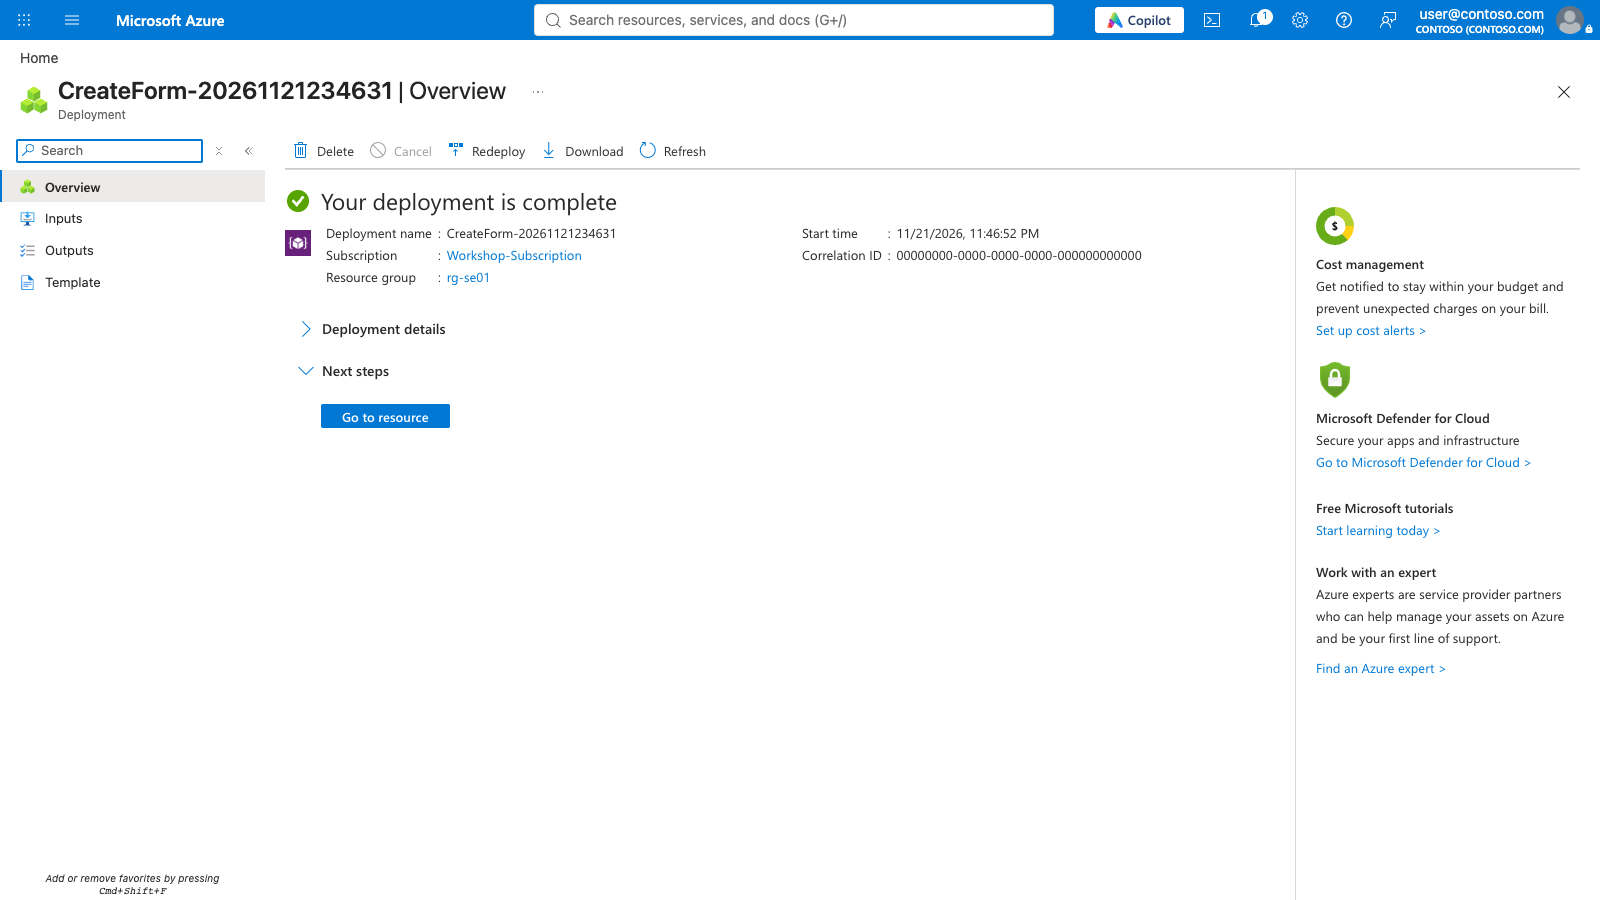 Microsoft Azure
Search resources, services, and docs (G+/)
Copilot
1
user@contoso.com
CONTOSO (CONTOSO.COM)
Home
CreateForm-20261121234631 | Overview
Deployment
Search
Delete
Cancel
Redeploy
Download
Refresh
Overview
Inputs
Outputs
Template
Your deployment is complete
Deployment name : CreateForm-20261121234631
Subscription : Workshop-Subscription
Resource group : rg-se01
Start time : 11/21/2026, 11:46:52 PM
Correlation ID : 00000000-0000-0000-0000-000000000000
Deployment details
Next steps
Go to resource
$
Cost management
Get notified to stay within your budget and
prevent unexpected charges on your bill.
Set up cost alerts >
Microsoft Defender for Cloud
Secure your apps and infrastructure
Go to Microsoft Defender for Cloud >
Free Microsoft tutorials
Start learning today >
Work with an expert
Azure experts are service provider partners
who can help manage your assets on Azure
and be your first line of support.
Find an Azure expert >
Add or remove favorites by pressing
Cmd+Shift+F